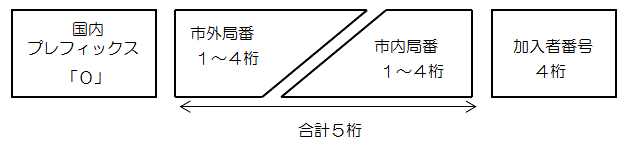 国内
プレフィックス
「０」
市外局番
１～４桁
市内局番
１～４桁
加入者番号
４桁
合計５桁